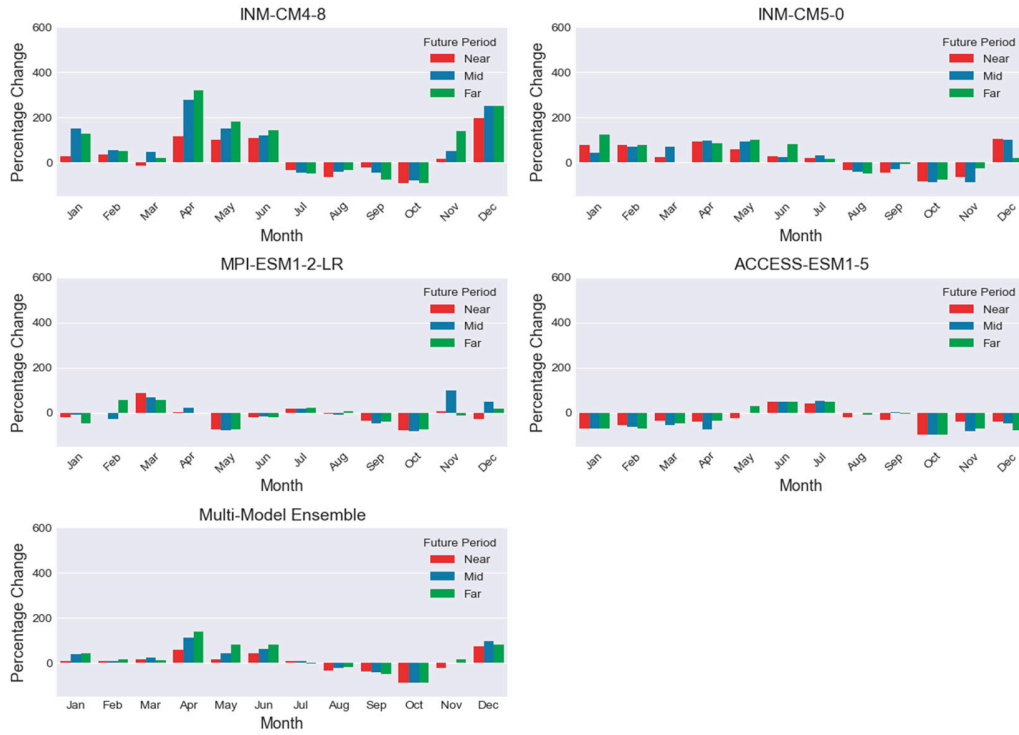 INM-CM4-8
Percentage Change
600
400
200
0
Future Period
Near
Mid
Far
Jan Feb Mar Apr May Jun Jul Aug Sep Oct Nov Dec
Month
INM-CM5-0
Percentage Change
600
400
200
0
Future Period
Near
Mid
Far
Jan Feb Mar Apr May Jun Jul Aug Sep Oct Nov Dec
Month
MPI-ESM1-2-LR
Percentage Change
600
400
200
0
Future Period
Near
Mid
Far
Jan Feb Mar Apr May Jun Jul Aug Sep Oct Nov Dec
Month
ACCESS-ESM1-5
Percentage Change
600
400
200
0
Future Period
Near
Mid
Far
Jan Feb Mar Apr May Jun Jul Aug Sep Oct Nov Dec
Month
Multi-Model Ensemble
Percentage Change
600
400
200
0
Future Period
Near
Mid
Far
Jan Feb Mar Apr May Jun Jul Aug Sep Oct Nov Dec
Month